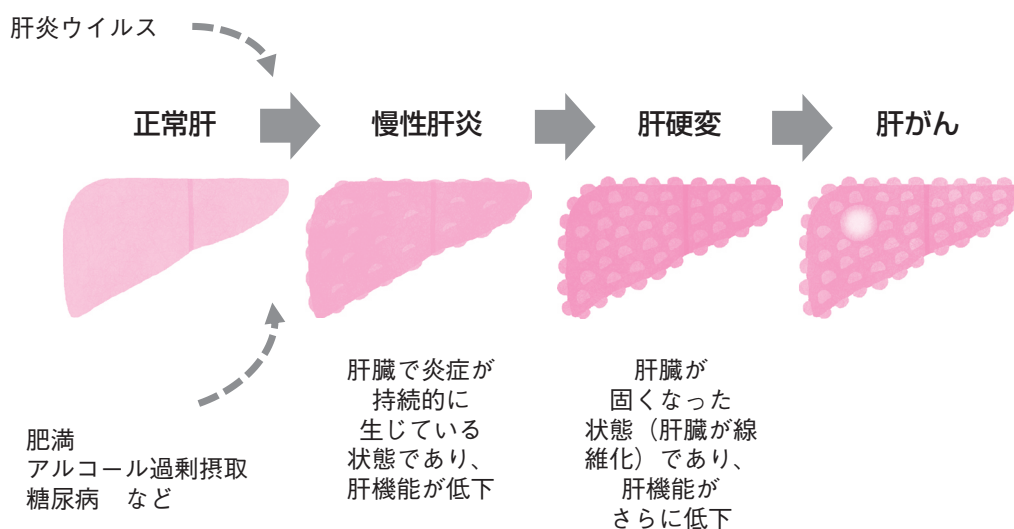 肝炎ウイルス
正常肝
慢性肝炎
肝硬変
肝がん
肝臓で炎症が
持続的に
生じている
状態であり、
肝機能が低下
肝臓が
固くなった
状態（肝臓が線
維化）であり、
肝機能が
さらに低下
肥満
アルコール過剰摂取
糖尿病　など